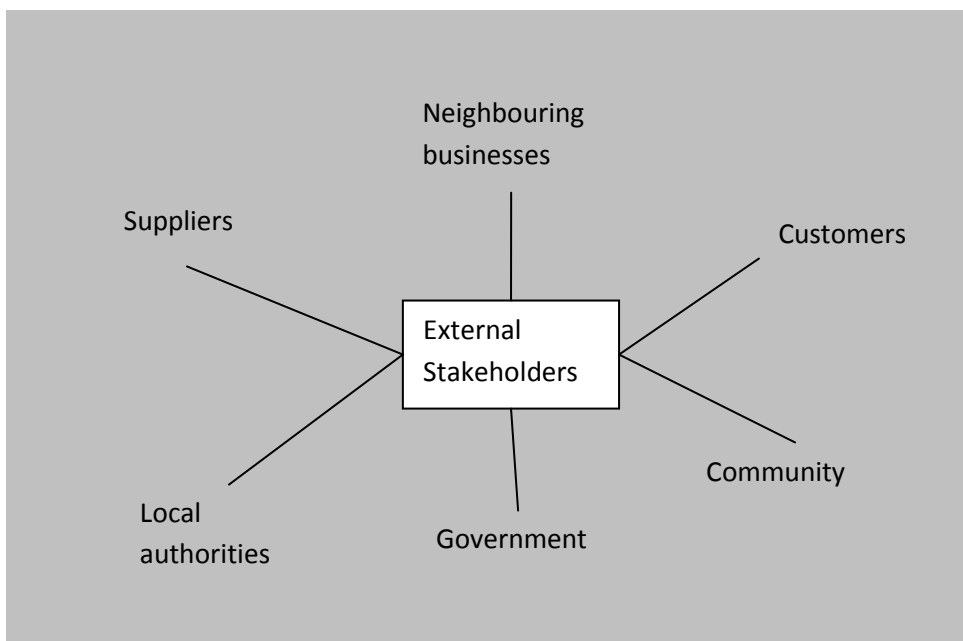 Neighbouring
businesses
Suppliers
Customers
External
Stakeholders
Community
Local
authorities
Government